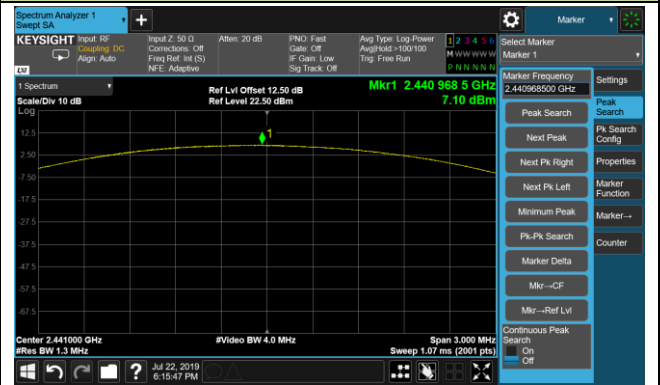 Spectrum Analyzer 1
Swept SA
Marker
KEYSIGHT
Input: RF
Coupling: DC
Align: Auto
Input Z: 50 Ω
Corrections: Off
Freq Ref: Int (S)
NFE: Adaptive
Atten: 20 dB
PNO: Fast
Gate: Off
IF Gain: Low
Sig Track: Off
Avg Type: Log-Power
Avg|Hold >100/100
Trig: Free Run
1 2 3 4 5 6
M W W W W W
P N N N N N
LXI
1 Spectrum
Scale/Div 10 dB
Log
Ref Lvl Offset 12.50 dB
Ref Level 22.50 dBm
Mkr1 2.440 968 5 GHz
7.10 dBm
1
12.5
2.50
-7.50
-17.5
-27.5
-37.5
-47.5
-57.5
-67.5
Center 2.441000 GHz
#Res BW 1.3 MHz
#Video BW 4.0 MHz
Span 3.000 MHz
Sweep 1.07 ms (2001 pts)
Select Marker
Marker 1
Marker Frequency
2.440968500 GHz
Peak Search
Next Peak
Next Pk Right
Next Pk Left
Minimum Peak
Pk-Pk Search
Marker Delta
Mkr→CF
Mkr→Ref Lvl
Continuous Peak
Search
On
Off
Settings
Peak
Search
Pk Search
Config
Properties
Marker
Function
Marker→
Counter
?
Jul 22, 2019
6:15:47 PM